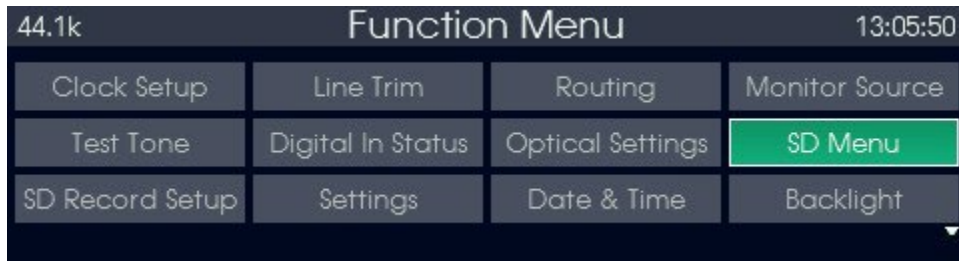 44.1k Function Menu 13:05:50
Clock Setup Line Trim Routing Monitor Source
Test Tone Digital In Status Optical Settings SD Menu
SD Record Setup Settings Date & Time Backlight